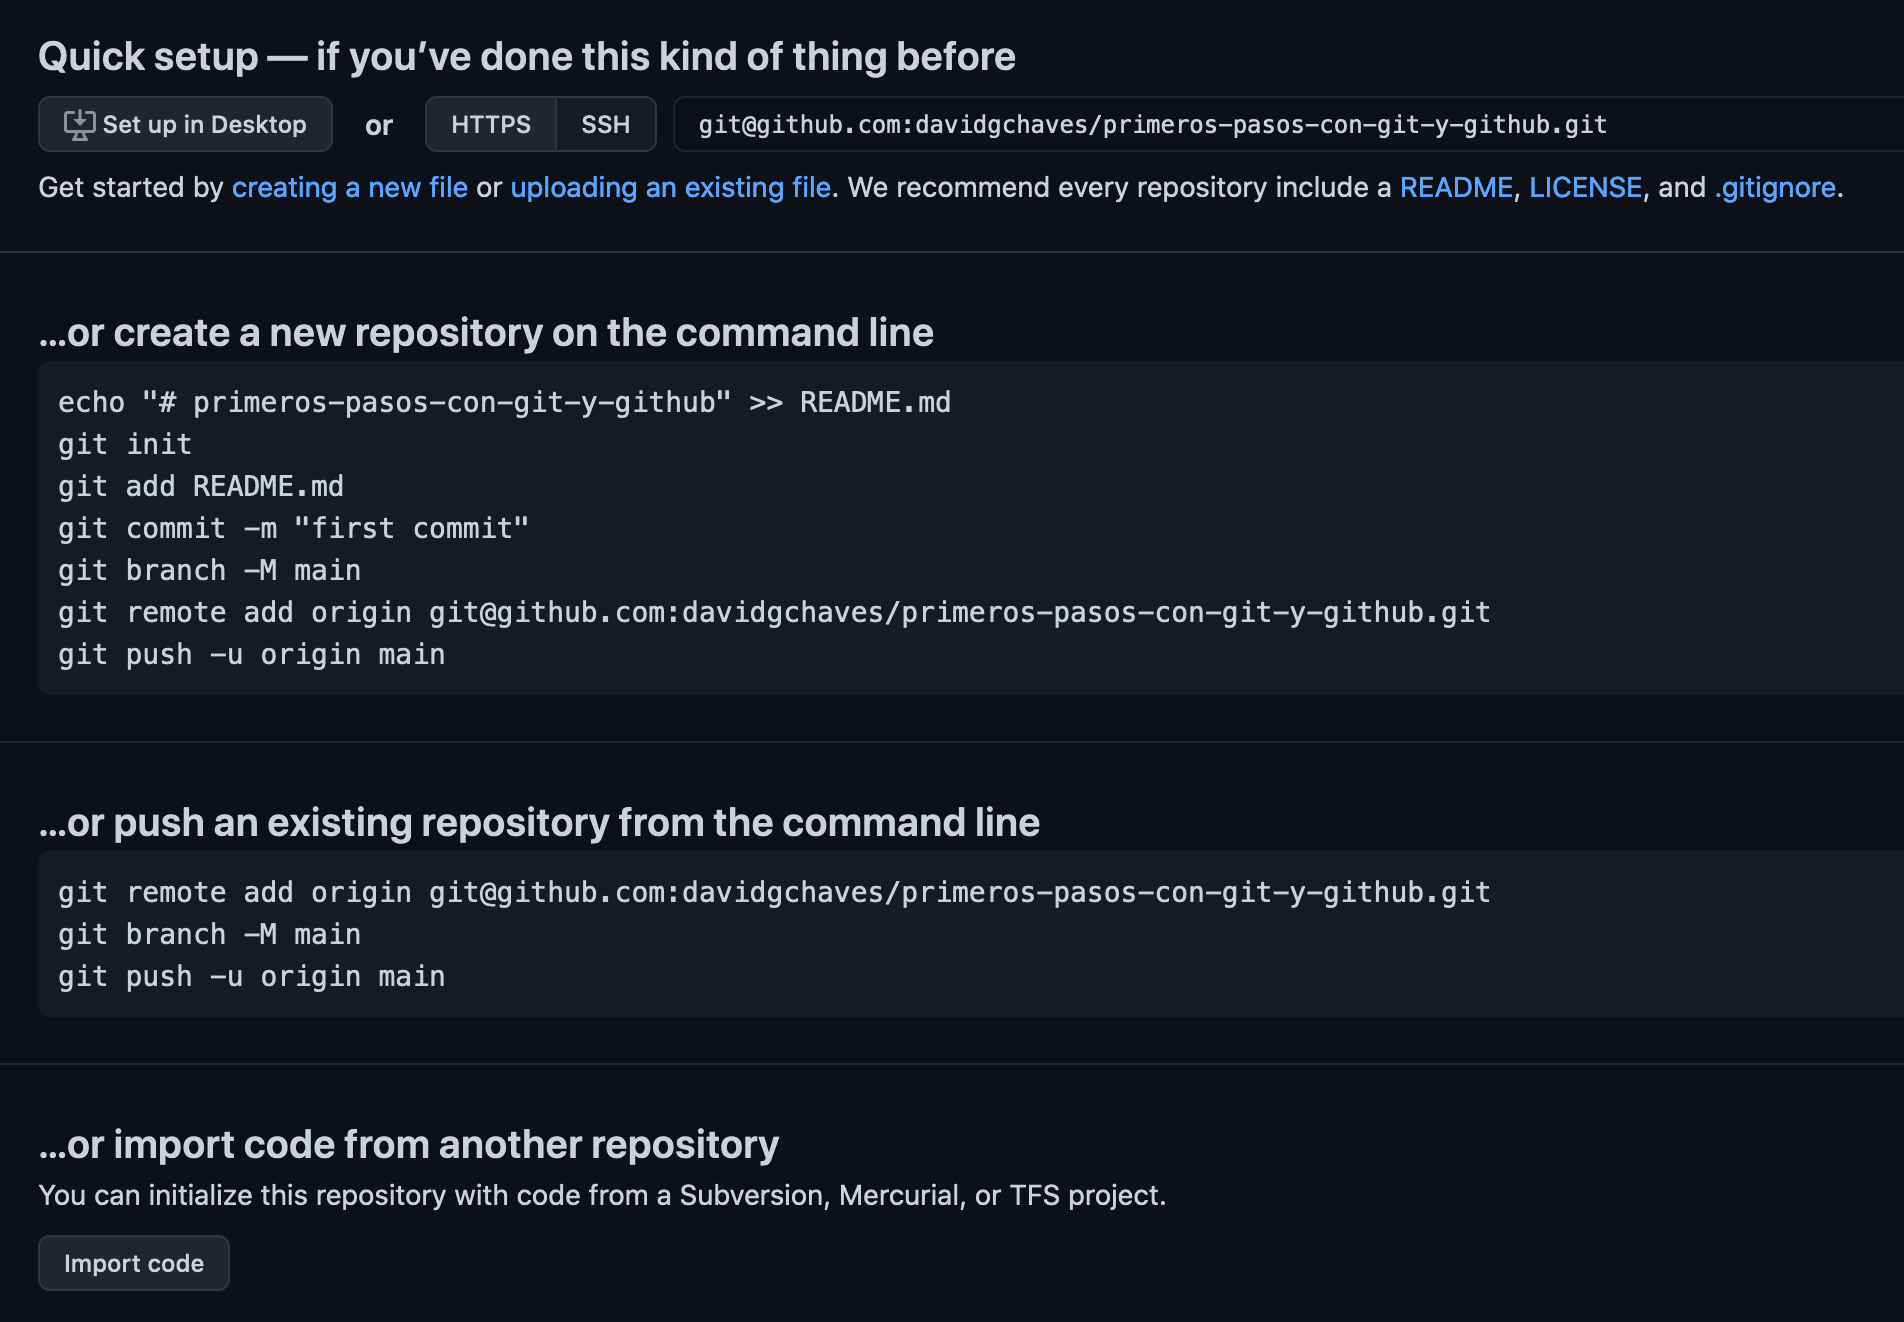 Quick setup — if you’ve done this kind of thing before
Set up in Desktop or HTTPS SSH git@github.com:davidgchaves/primeros-pasos-con-git-y-github.git
Get started by creating a new file or uploading an existing file. We recommend every repository include a README, LICENSE, and .gitignore.
…or create a new repository on the command line
echo "# primeros-pasos-con-git-y-github" >> README.md
git init
git add README.md
git commit -m "first commit"
git branch -M main
git remote add origin git@github.com:davidgchaves/primeros-pasos-con-git-y-github.git
git push -u origin main
…or push an existing repository from the command line
git remote add origin git@github.com:davidgchaves/primeros-pasos-con-git-y-github.git
git branch -M main
git push -u origin main
…or import code from another repository
You can initialize this repository with code from a Subversion, Mercurial, or TFS project.
Import code